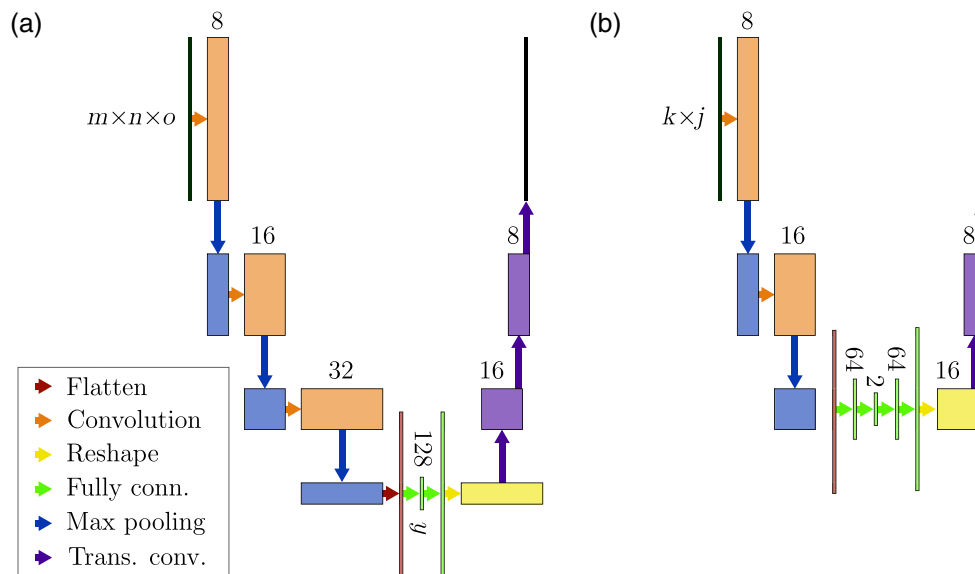 (a)
8
m×n×o
16
8
32
16
128
y
Flatten
Convolution
Reshape
Fully conn.
Max pooling
Trans. conv.
(b)
8
k×j
16
8
64
2
64
16